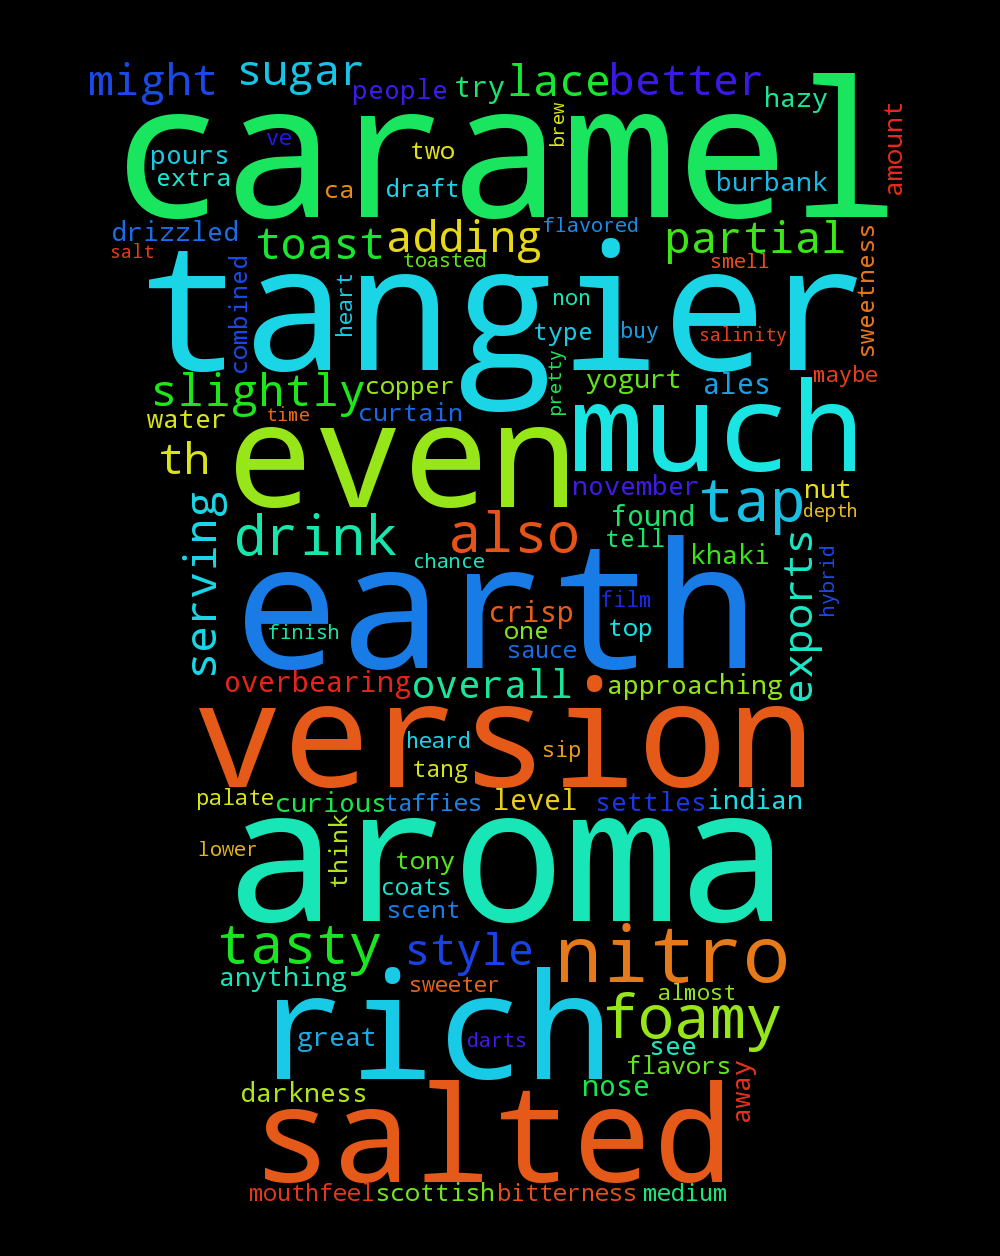 might sugar people try lace better hazy
caramel
brew amount
ve two
pours
extra ca draft burbank
drizzled toast adding flavored partial
salt toasted smell
tangier
combined heart non sweetness
type buy salinity
slightly copper pretty yogurt ales maybe
water time curtain
even much
th
november tap nut
serving drink also found depth
tell
chance khaki exports hybrid
earth
crisp film
finish one top
sauce
overbearing overall approaching
version
heard sip
tang
palate curious taffies level settles indian
aroma
lower think tony
coats
scent
tasty style nitro
anything sweeter almost
rich foamy
great darts see
flavors
darkness nose away
salted
mouthfeel scottish bitterness medium